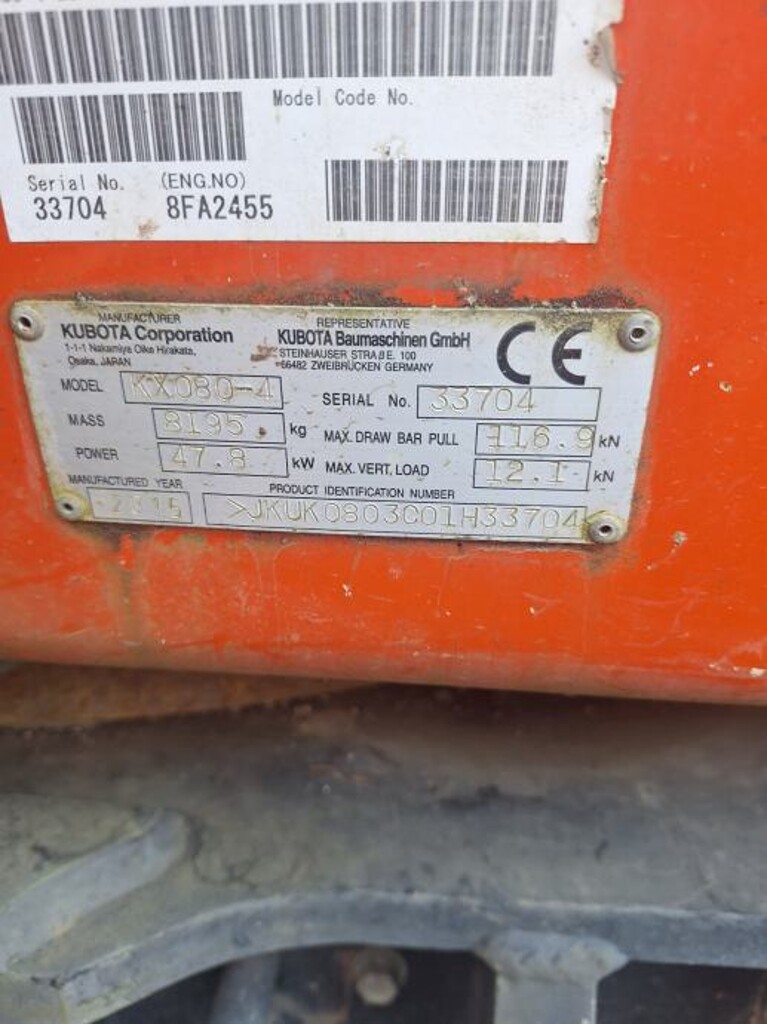 Model Code No.
Serial No. (ENG.NO)
33704 8FA2455
MANUFACTURER
KUBOTA Corporation
1-1-1 Nakamiya Oike Hirakata,
Osaka, JAPAN
REPRESENTATIVE
KUBOTA Baumaschinen GmbH
STEINHAUSER STRAßE. 100
66482 ZWEIBRÜCKEN GERMANY
CE
MODEL KX080-4
SERIAL No. 33704
MASS 8195 kg
MAX. DRAW BAR PULL 116.9 kN
POWER 47.8 kW
MAX. VERT. LOAD 12.1 kN
MANUFACTURED YEAR
2015
PRODUCT IDENTIFICATION NUMBER
>JKUK0803C01H33704